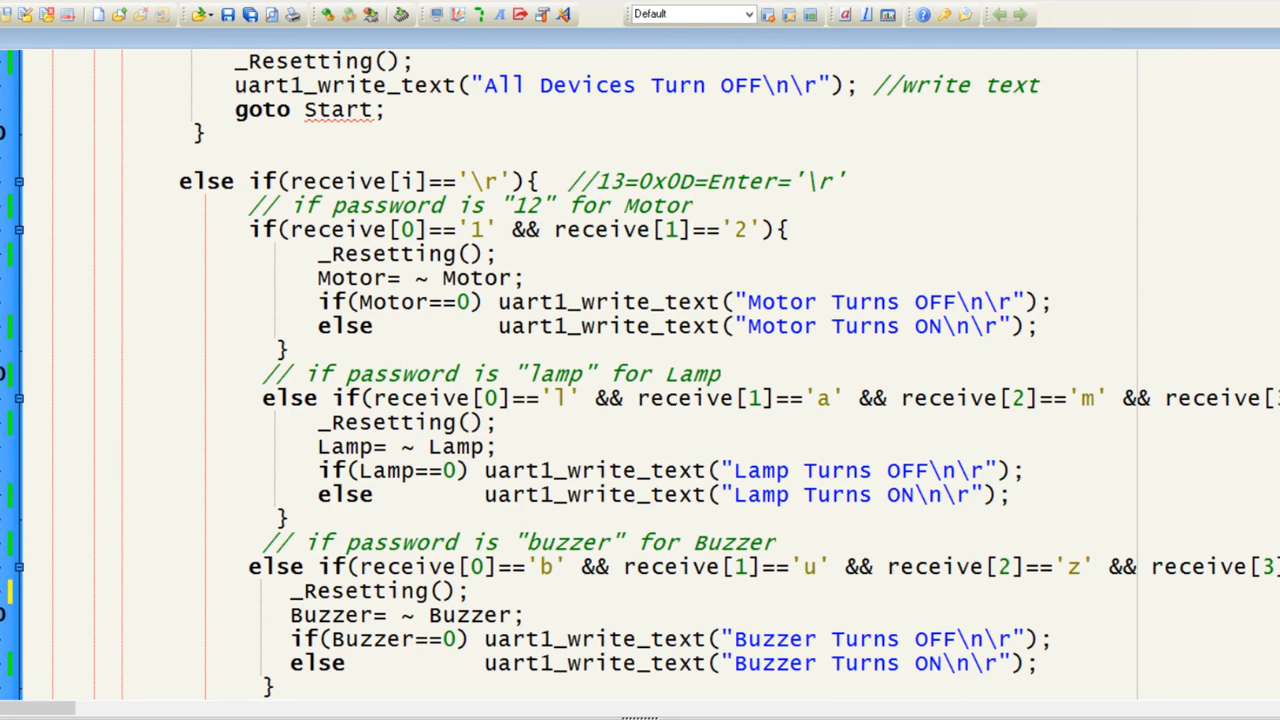 Default
_Resetting();
uart1_write_text("All Devices Turn OFF\n\r"); //write text
goto Start;
}
else if(receive[i]=='\r'){ //13=0x0D=Enter='\r'
// if password is "12" for Motor
if(receive[0]=='1' && receive[1]=='2'){
_Resetting();
Motor= ~ Motor;
if(Motor==0) uart1_write_text("Motor Turns OFF\n\r");
else uart1_write_text("Motor Turns ON\n\r");
}
// if password is "lamp" for Lamp
else if(receive[0]=='l' && receive[1]=='a' && receive[2]=='m' && receive[3
_Resetting();
Lamp= ~ Lamp;
if(Lamp==0) uart1_write_text("Lamp Turns OFF\n\r");
else uart1_write_text("Lamp Turns ON\n\r");
}
// if password is "buzzer" for Buzzer
else if(receive[0]=='b' && receive[1]=='u' && receive[2]=='z' && receive[3]
_Resetting();
Buzzer= ~ Buzzer;
if(Buzzer==0) uart1_write_text("Buzzer Turns OFF\n\r");
else uart1_write_text("Buzzer Turns ON\n\r");
}